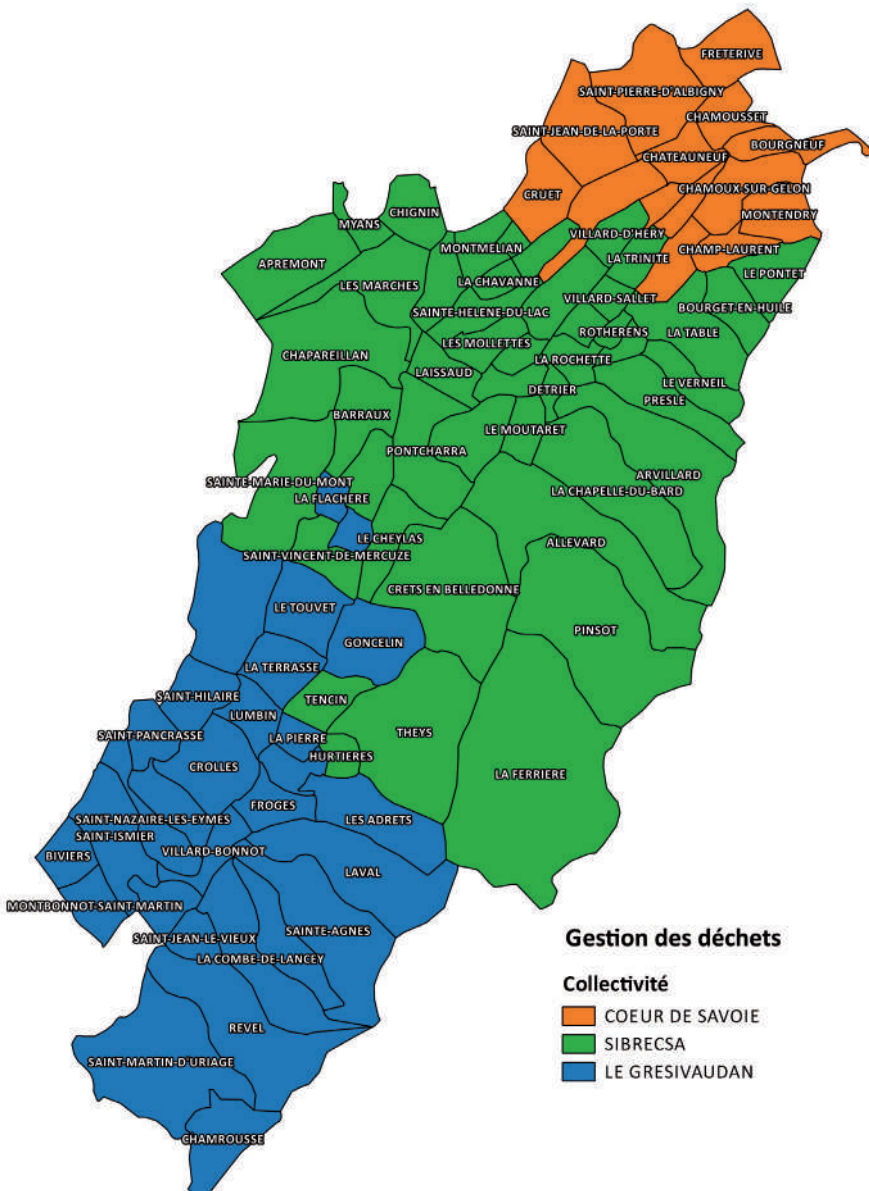 FRETERIVE
SAINT-PIERRE-D'ALBIGNY
CHAMOUSSET
SAINT-JEAN-DE-LA-PORTE
BOURGNEUF
CHATEAUNEUF
CRUET
CHAMOUX-SUR-GELON
CHIGNIN
MONTENDRY
MYANS
VILLARD-D'HERY
MONTMELIAN
CHAMP-LAURENT
LA TRINITE
APREMONT
LE PONTET
LA CHAVANNE
LES MARCHES
VILLARD-SALLET
BOURGET-EN-HUILE
SAINTE-HELENE-DU-LAC
ROTHERENS
LA TABLE
LES MOLLETTES
CHAPAREILLAN
LA ROCHETTE
LAISSAUD
LE VERNEIL
DETRIER
PRESLE
BARRAUX
LE MOUTARET
PONTCHARRA
ARVILLARD
SAINTE-MARIE-DU-MONT
LA CHAPELLE-DU-BARD
LA FLACHERE
LE CHEYLAS
ALLEVARD
SAINT-VINCENT-DE-MERCUZE
CRETS EN BELLEDONNE
LE TOUVET
PINSOT
GONCELIN
LA TERRASSE
SAINT-HILAIRE
TENCIN
LUMBIN
THEYS
SAINT-PANCRASSE
LA PIERRE
HURTIERES
CROLLES
LA FERRIERE
FROGES
SAINT-NAZAIRE-LES-EYMES
LES ADRETS
SAINT-ISMIER
VILLARD-BONNOT
BIVIERS
LAVAL
MONTBONNOT-SAINT-MARTIN
SAINTE-AGNES
SAINT-JEAN-LE-VIEUX
LA COMBE-DE-LANCEY
REVEL
SAINT-MARTIN-D'URIAGE
CHAMROUSSE
Gestion des déchets
Collectivité
COEUR DE SAVOIE
SIBRECSA
LE GRESIVAUDAN